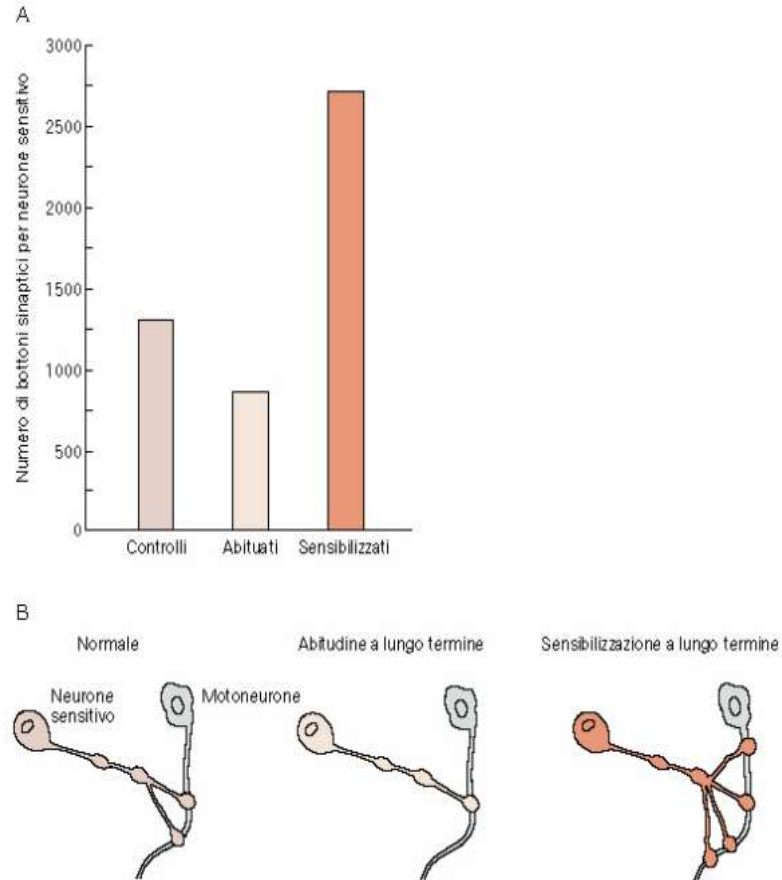 A
Numero di bottoni sinaptici per neurone sensitivo
3000
2500
2000
1500
1000
500
0
Controlli Abituati Sensibilizzati
B
Normale Abitudine a lungo termine Sensibilizzazione a lungo termine
Neurone
sensitivo
Motoneurone